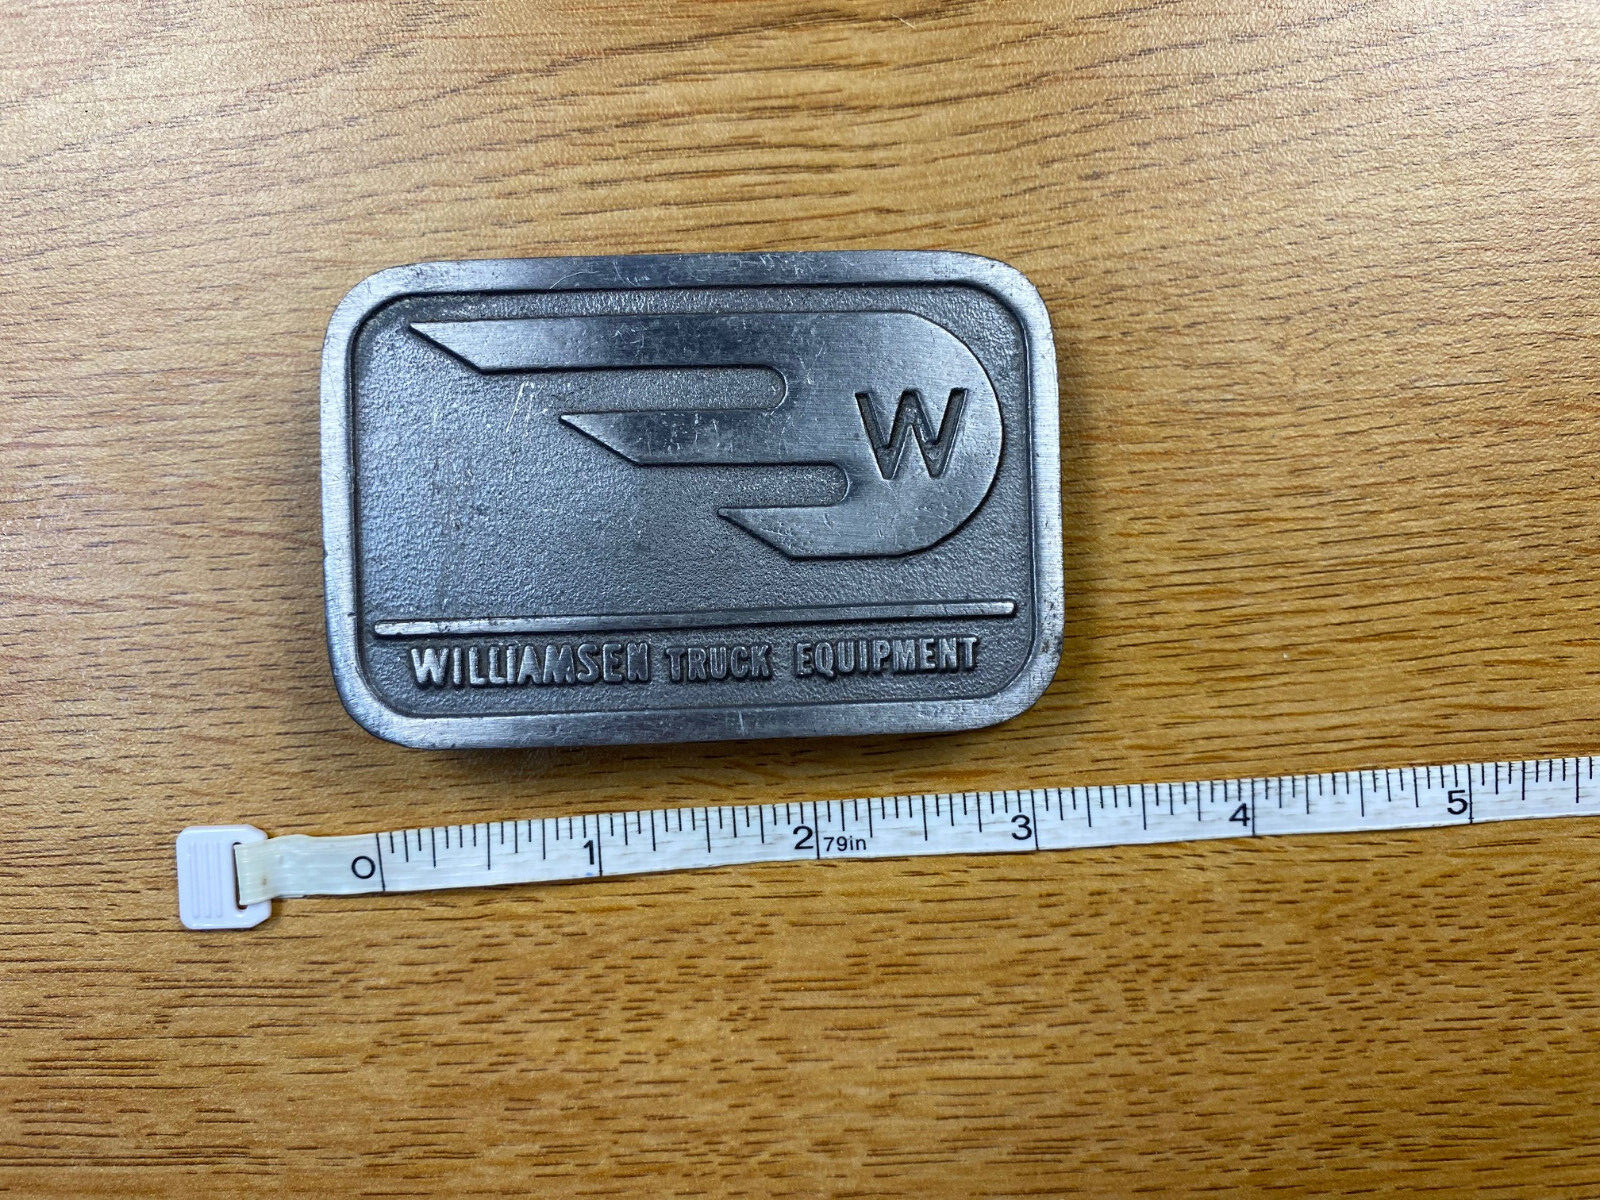 W
WILLIAMSEN TRUCK EQUIPMENT
0 1 2 79in 3 4 5